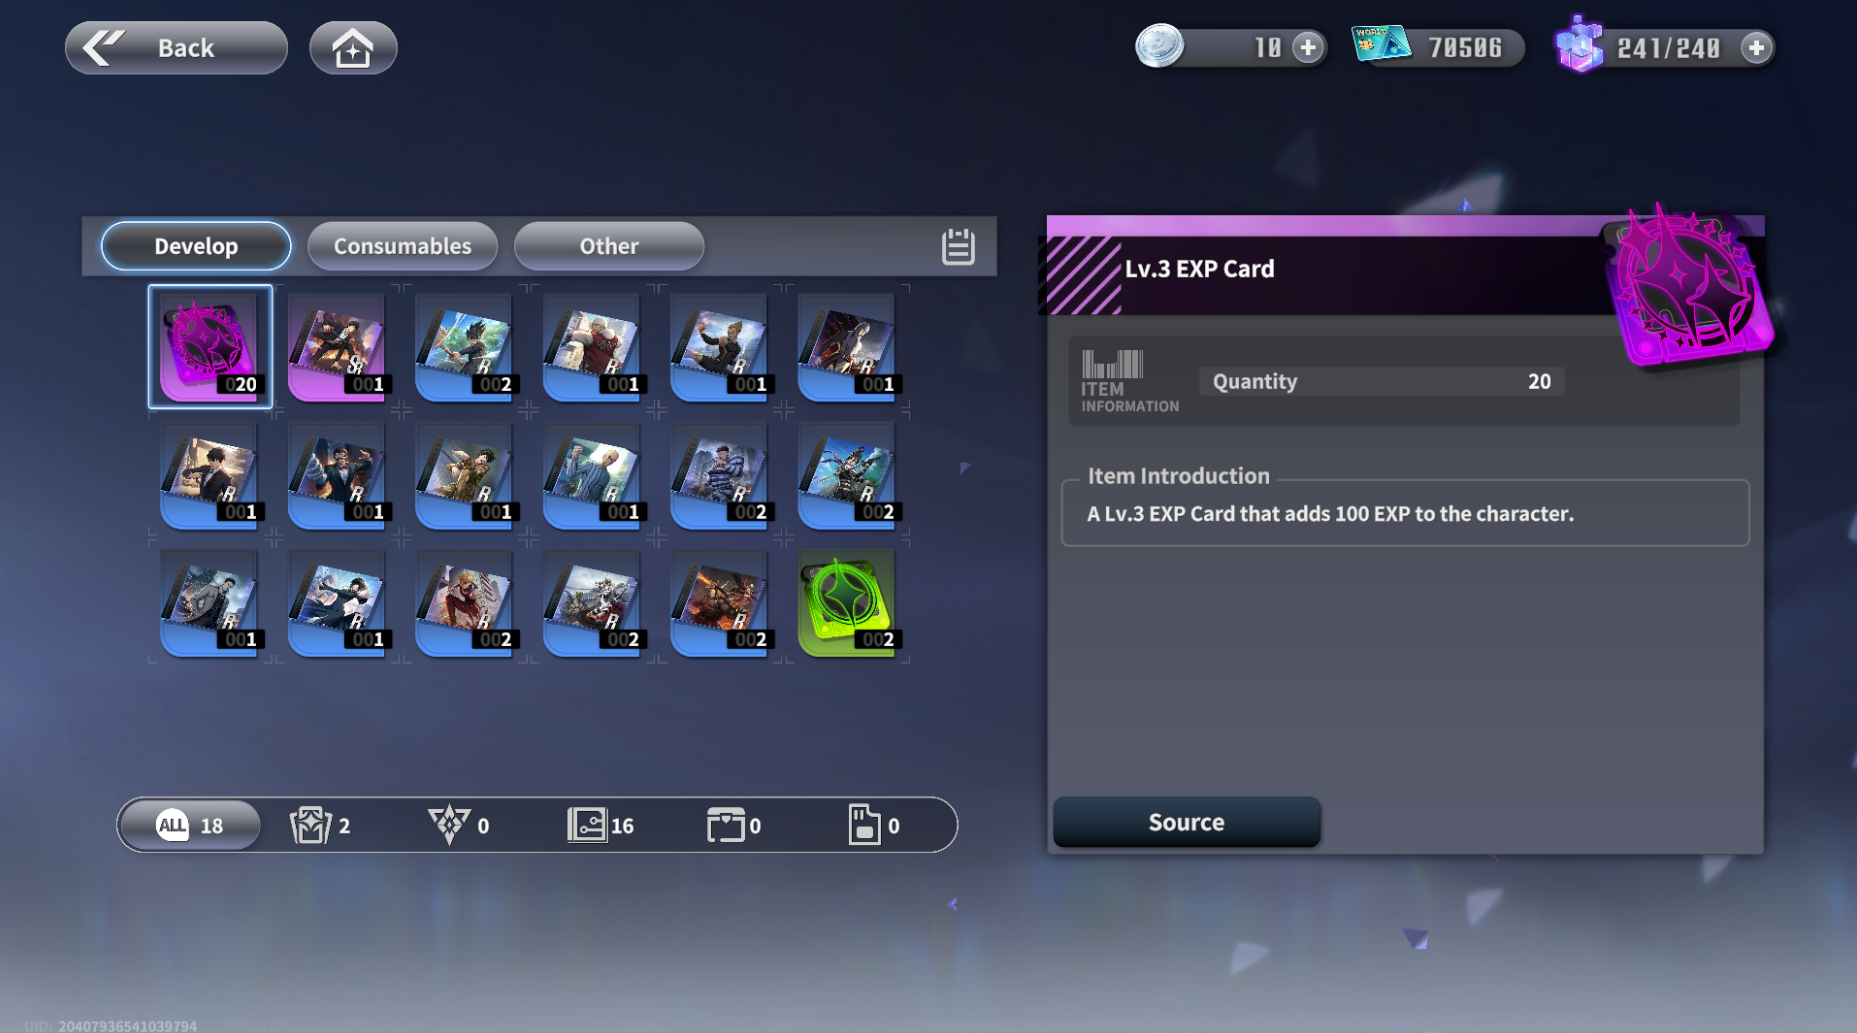 Back
10
WORLD
70506
241/240
Develop
Consumables
Other
Lv.3 EXP Card
020
SR
001
R
002
R
001
R
001
R
001
ITEM
INFORMATION
Quantity
20
R
001
R
001
R
001
R
001
R
002
R
002
Item Introduction
A Lv.3 EXP Card that adds 100 EXP to the character.
R
001
R
001
R
002
R
002
R
002
002
ALL 18
2
0
16
0
0
Source
UID: 20407936541039794